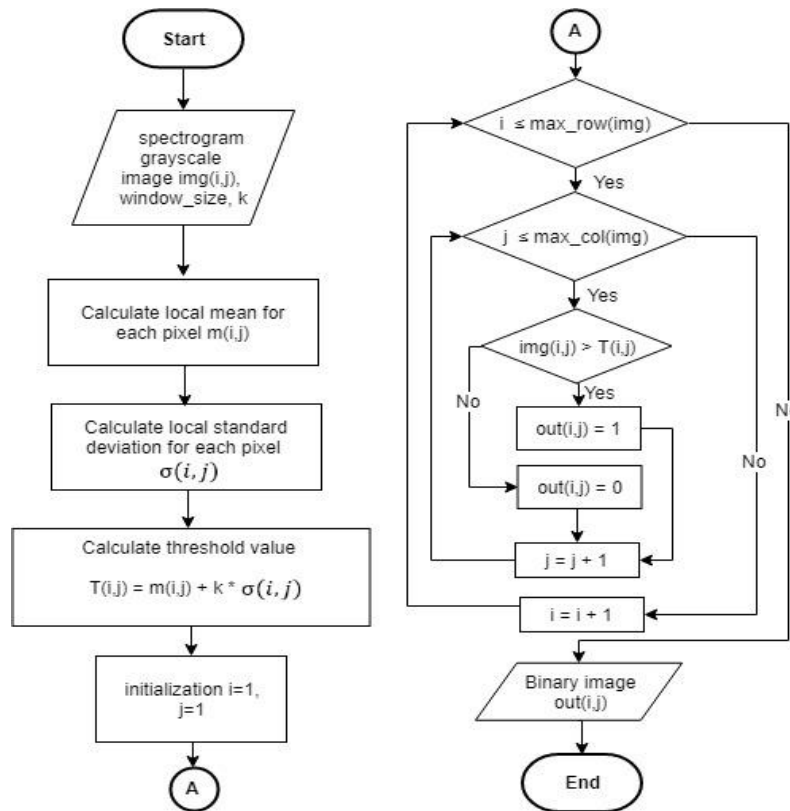 Start
spectrogram
grayscale
image img(i,j),
window_size, k
Calculate local mean for
each pixel m(i,j)
Calculate local standard
deviation for each pixel
σ(i,j)
Calculate threshold value
T(i,j) = m(i,j) + k * σ(i,j)
initialization i=1,
j=1
A
A
i ≤ max_row(img)
Yes
j ≤ max_col(img)
Yes
img(i,j) > T(i,j)
No
Yes
N
out(i,j) = 1
No
out(i,j) = 0
j = j + 1
i = i + 1
Binary image
out(i,j)
End